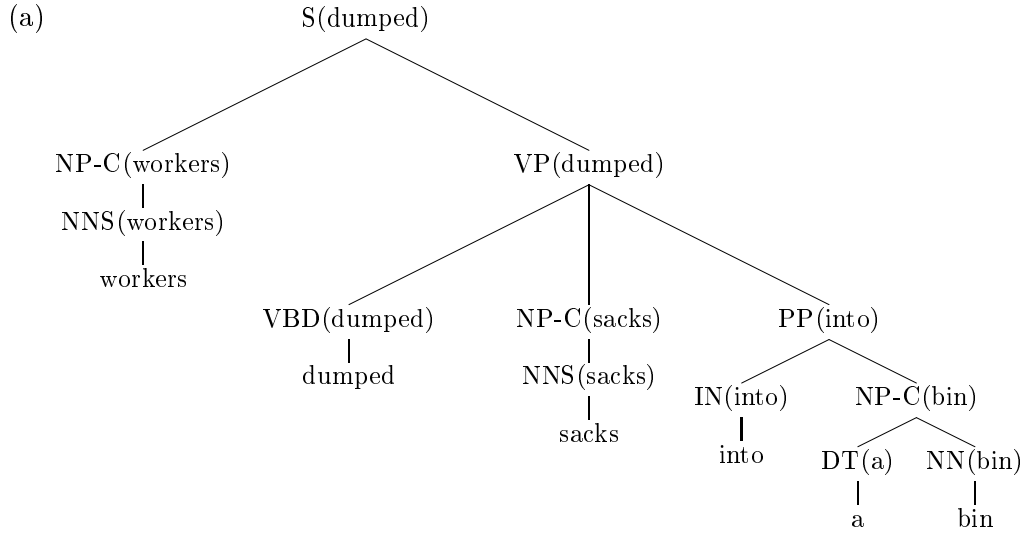 (a)
S(dumped)
NP-C(workers) VP(dumped)
NNS(workers)
workers
VBD(dumped) NP-C(sacks) PP(into)
dumped NNS(sacks)
IN(into) NP-C(bin)
sacks
into
DT(a) NN(bin)
a bin